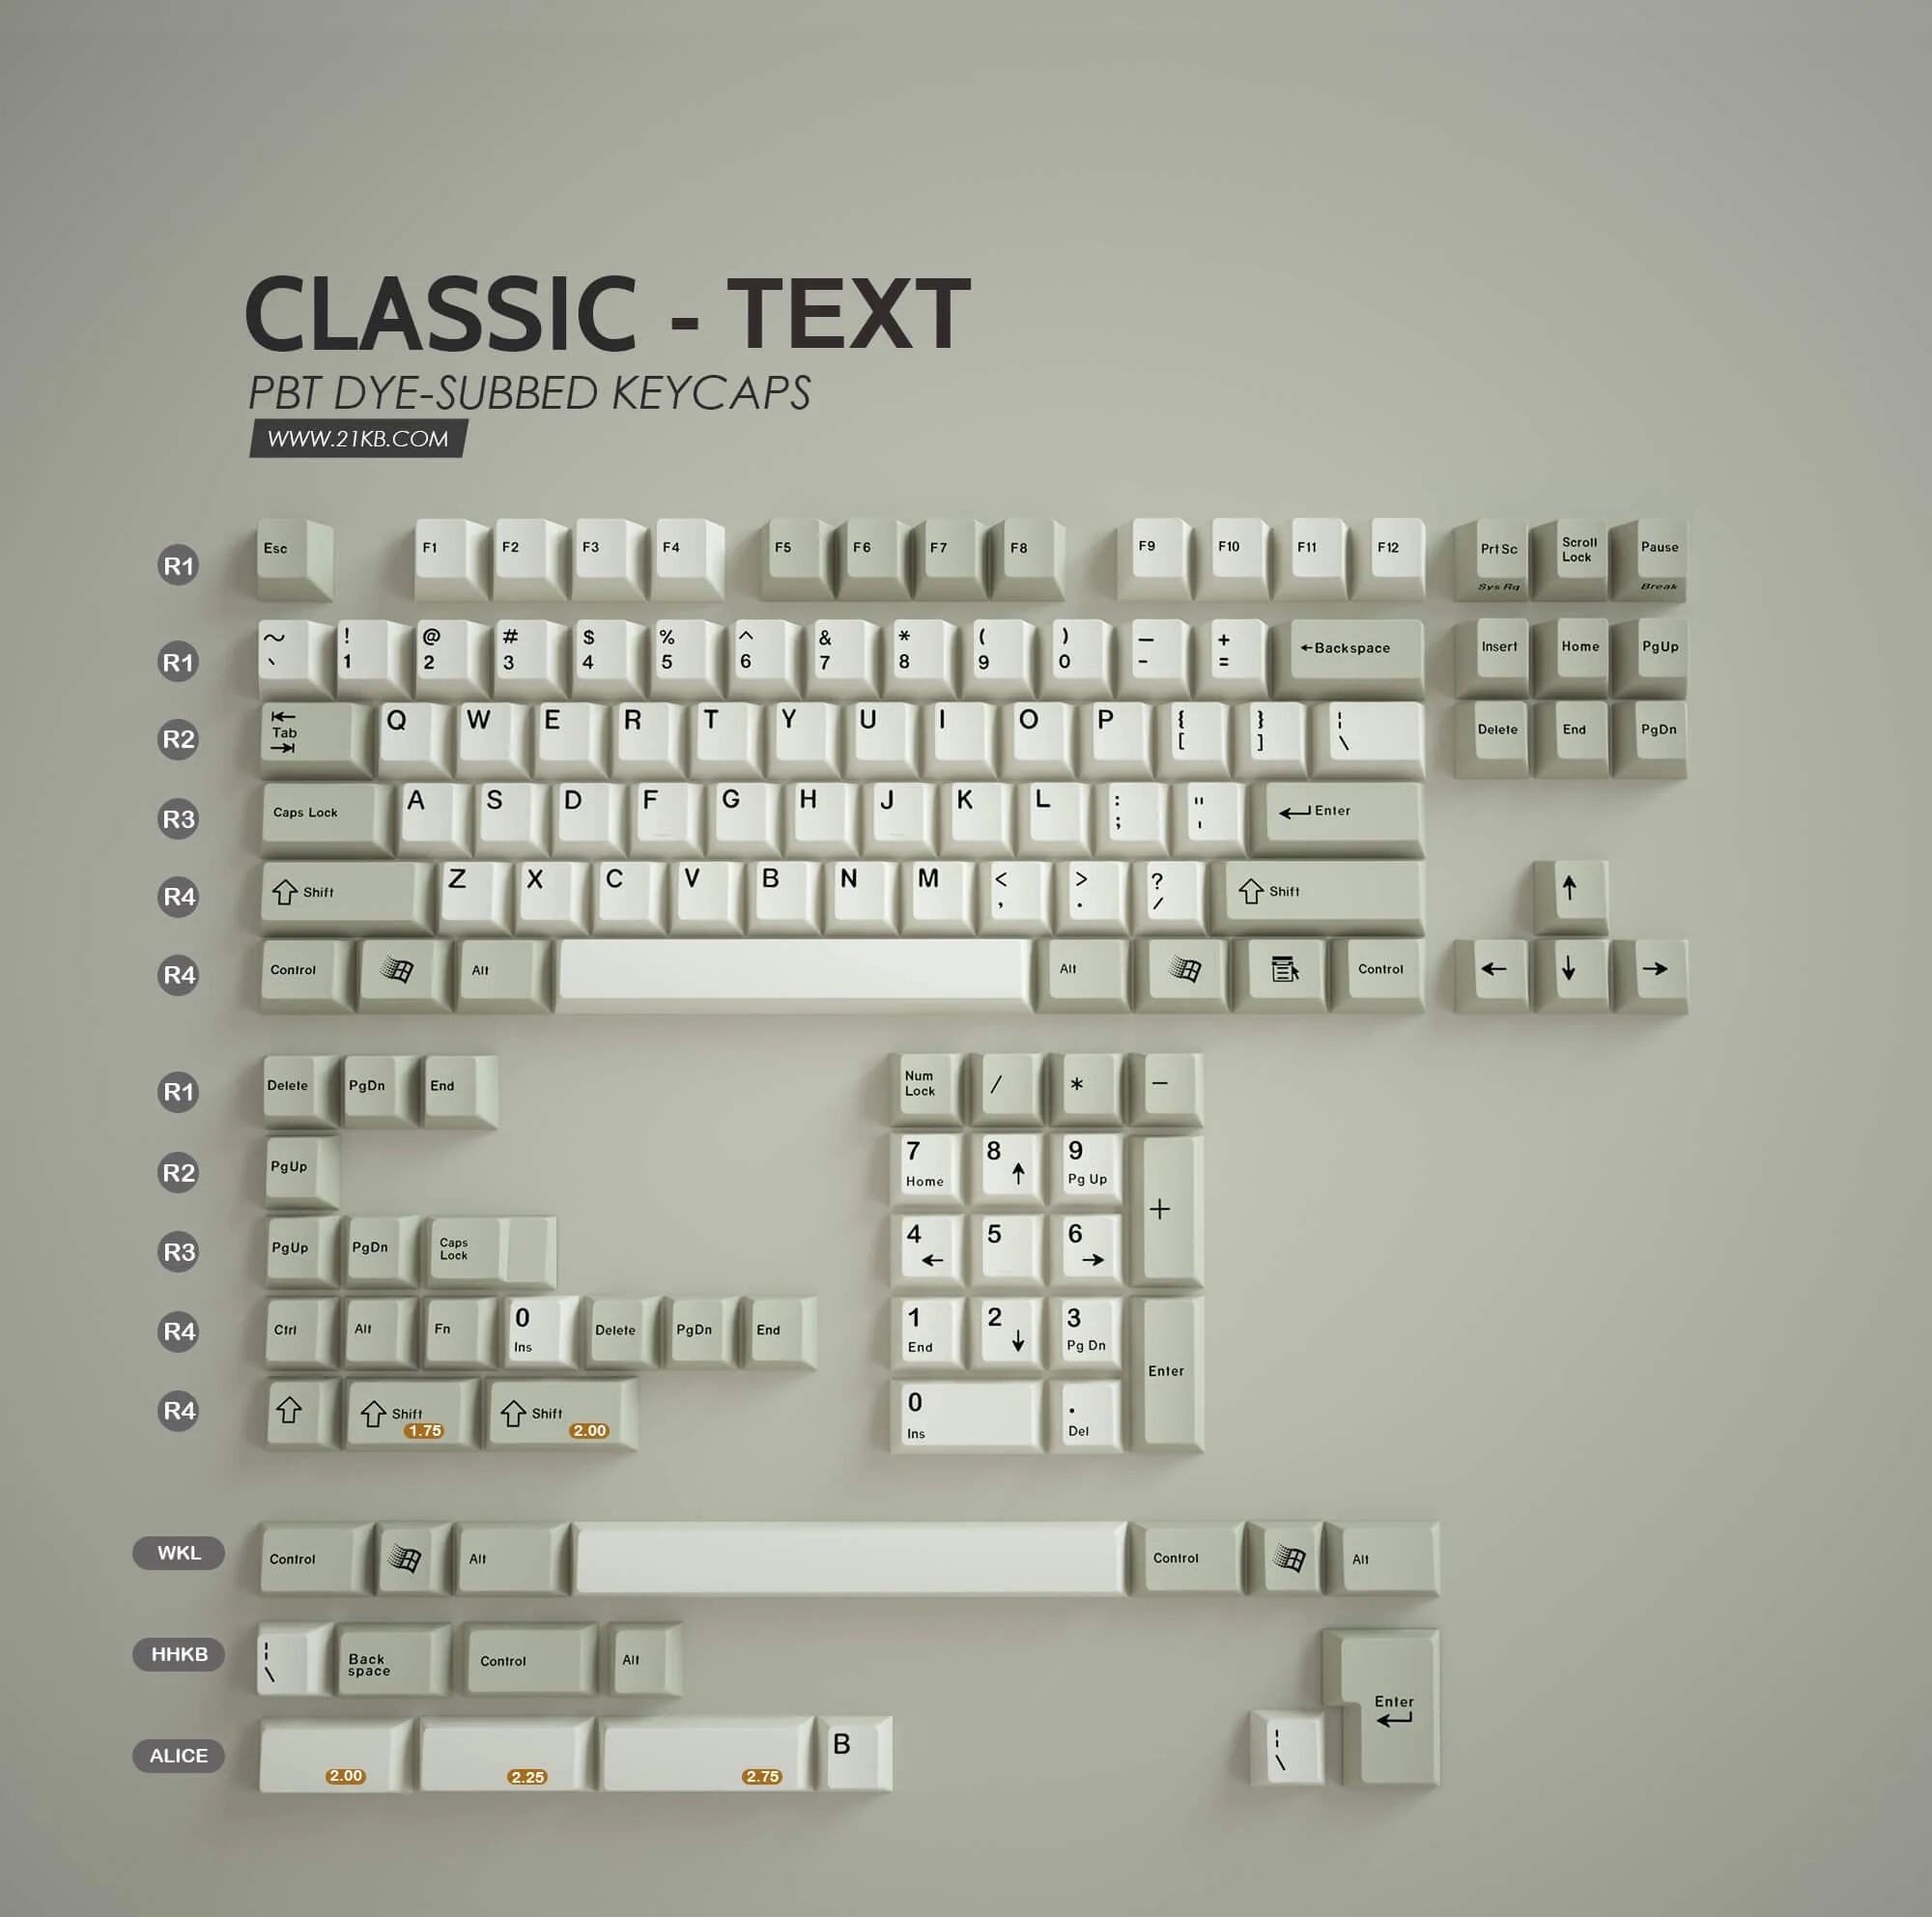 CLASSIC - TEXT
PBT DYE-SUBBED KEYCAPS
WWW.21KB.COM
R1 Esc F1 F2 F3 F4 F5 F6 F7 F8 F9 F10 F11 F12 PrtSc Scroll Lock Pause
Sys Rq Break
R1 ~ ` ! 1 @ 2 # 3 $ 4 % 5 ^ 6 & 7 * 8 ( 9 ) 0 — - + = ←Backspace Insert Home PgUp
R2 Tab Q W E R T Y U I O P { [ } ] ¦ \ Delete End PgDn
R3 Caps Lock A S D F G H J K L : ; " ' Enter
R4 Shift Z X C V B N M < , > . ? / Shift ↑
R4 Control Alt Alt Control ← ↓ →
R1 Delete PgDn End Num Lock / * −
R2 PgUp 7 Home 8 ↑ 9 Pg Up +
R3 PgUp PgDn Caps Lock 4 ← 5 6 →
R4 Ctrl Alt Fn 0 Ins Delete PgDn End 1 End 2 ↓ 3 Pg Dn Enter
R4 Shift 1.75 Shift 2.00 0 Ins . Del
WKL Control Alt Control Alt
HHKB ¦ \ Back space Control Alt Enter
ALICE 2.00 2.25 2.75 B ¦ \